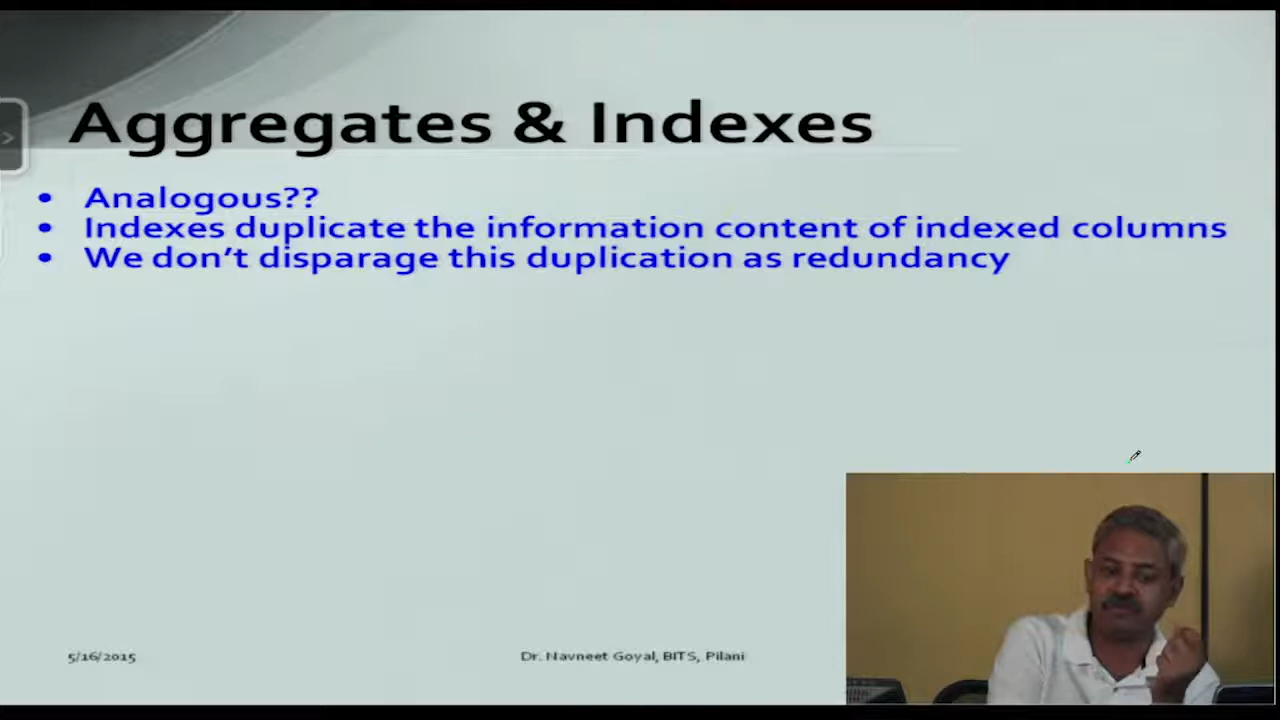 Aggregates & Indexes
• Analogous??
• Indexes duplicate the information content of indexed columns
• We don't disparage this duplication as redundancy
5/16/2015
Dr. Navneet Goyal, BITS, Pilani